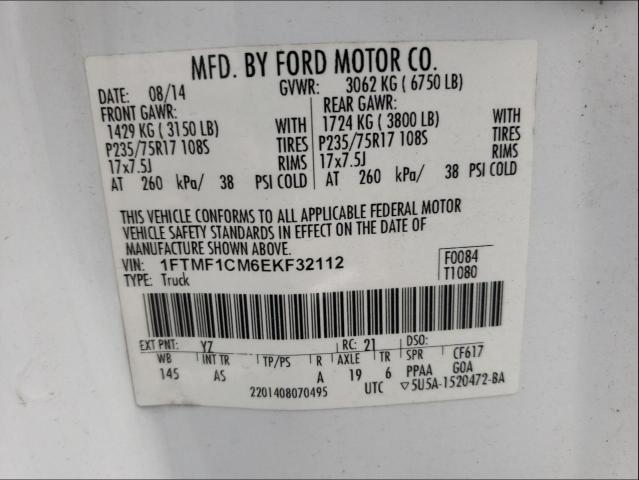 MFD. BY FORD MOTOR CO.
DATE: 08/14 GVWR: 3062 KG (6750 LB)
FRONT GAWR: REAR GAWR:
1429 KG (3150 LB) WITH 1724 KG (3800 LB) WITH
P235/75R17 108S TIRES P235/75R17 108S TIRES
17x7.5J RIMS 17x7.5J RIMS
AT 260 kPa/ 38 PSI COLD AT 260 kPa/ 38 PSI COLD
THIS VEHICLE CONFORMS TO ALL APPLICABLE FEDERAL MOTOR
VEHICLE SAFETY STANDARDS IN EFFECT ON THE DATE OF
MANUFACTURE SHOWN ABOVE.
VIN: 1FTMF1CM6EKF32112 F0084
TYPE: Truck T1080
EXT PNT: YZ RC: 21 DSO:
WB INT TR TP/PS R AXLE TR SPR CF617
145 AS A 19 6 PPAA GOA
2201408070495 UTC ▽5U5A-1520472-BA